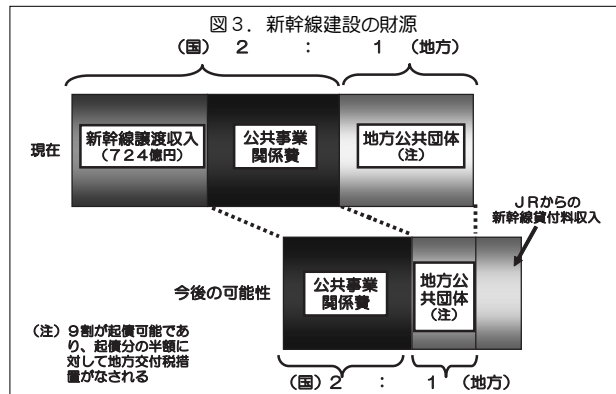 図３．新幹線建設の財源
（国） ２ ： １ （地方）
現在
新幹線譲渡収入
（７２４億円）
公共事業
関係費
地方公共団体
（注）
ＪＲからの
新幹線貸付料収入
今後の可能性
公共事業
関係費
地方公
共団体
（注）
（注）９割が起債可能であ
り、起債分の半額に
対して地方交付税措
置がなされる
（国）２ ： １ （地方）